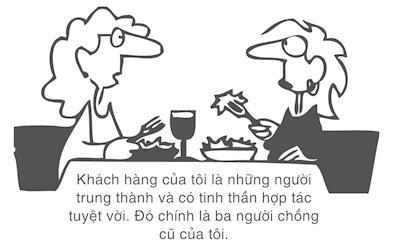 Khách hàng của tôi là những người
trung thành và có tinh thần hợp tác
tuyệt vời. Đó chính là ba người chồng
cũ của tôi.